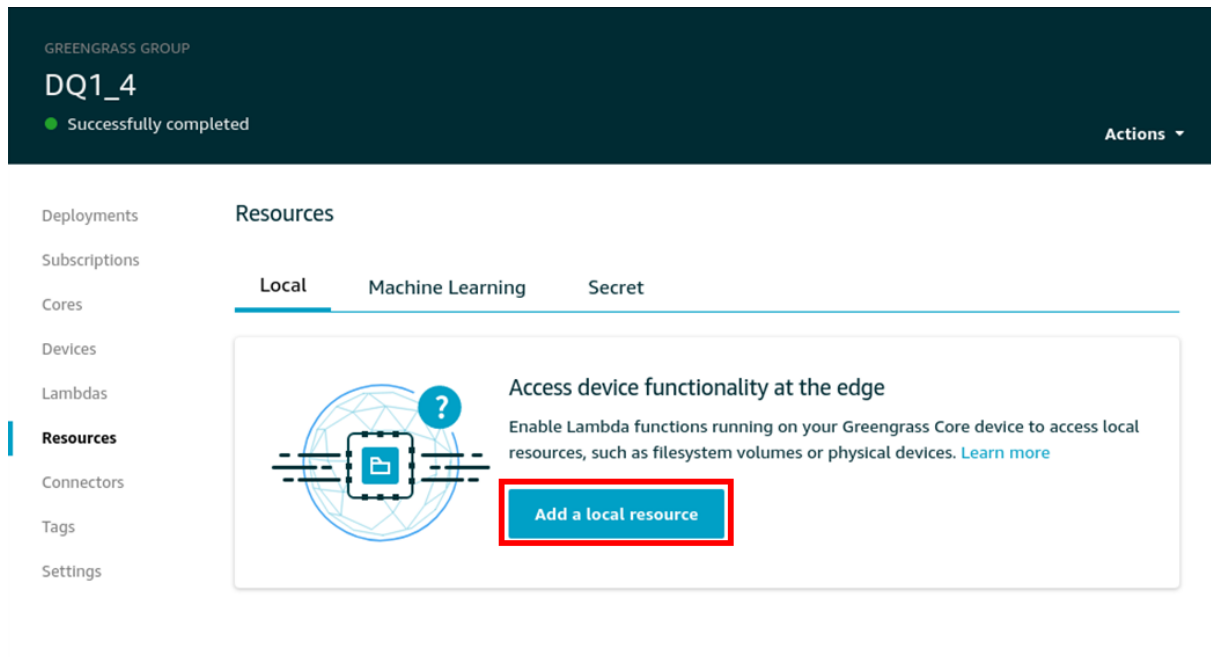 GREENGRASS GROUP
DQ1_4
Successfully completed
Actions
Deployments
Subscriptions
Cores
Devices
Lambdas
Resources
Connectors
Tags
Settings
Resources
Local Machine Learning Secret
?
Access device functionality at the edge
Enable Lambda functions running on your Greengrass Core device to access local
resources, such as filesystem volumes or physical devices. Learn more
Add a local resource